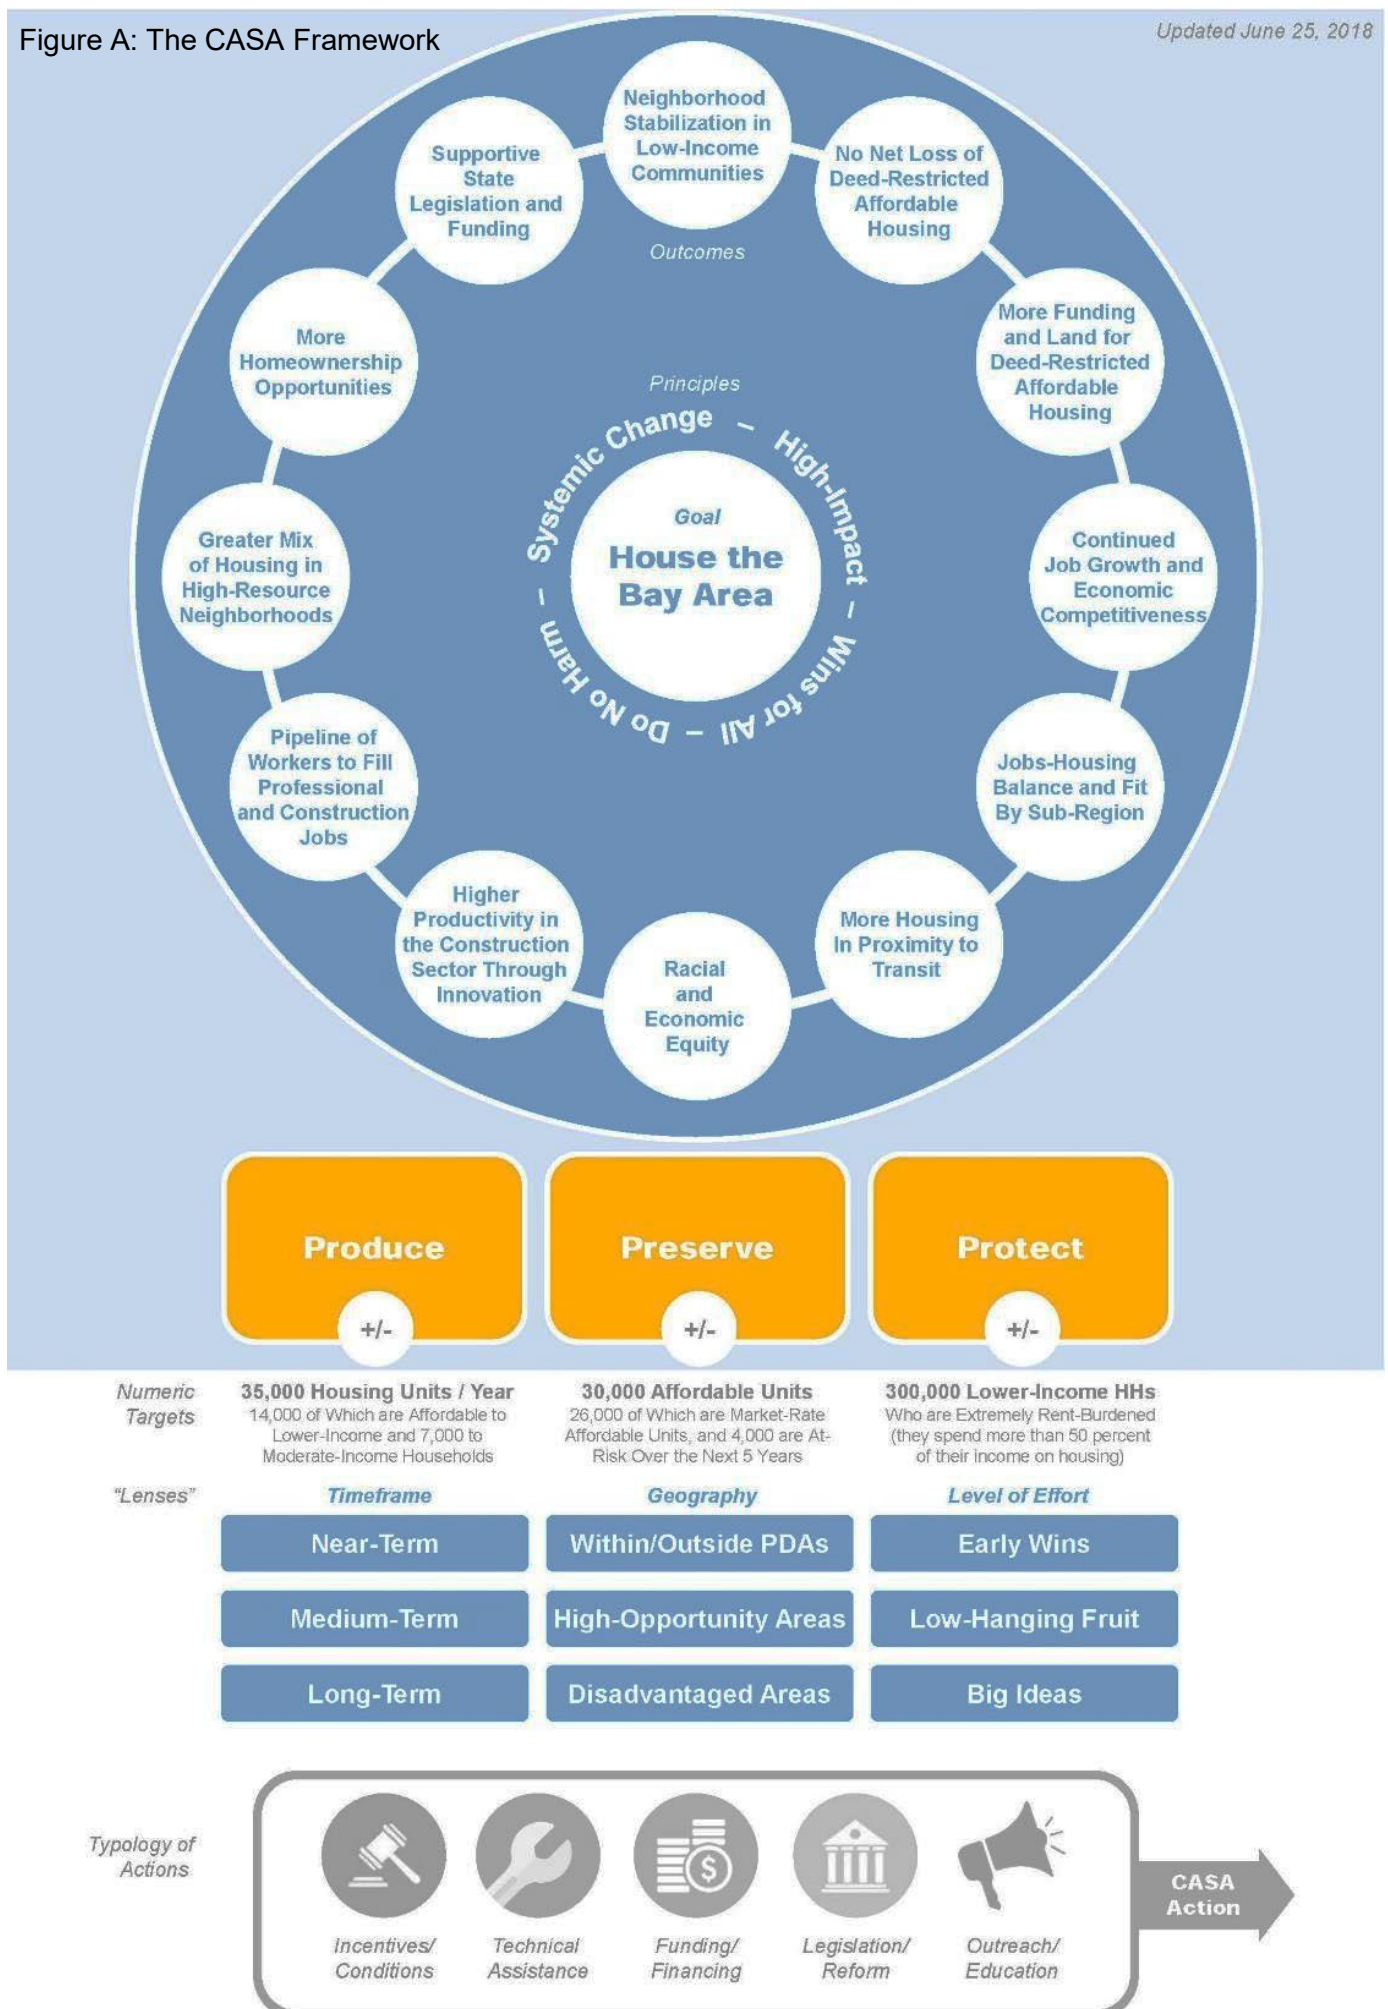 Figure A: The CASA Framework
Updated June 25, 2018
Neighborhood
Stabilization in
Low-Income
Communities
No Net Loss of
Deed-Restricted
Affordable
Housing
More Funding
and Land for
Deed-Restricted
Affordable
Housing
Continued
Job Growth and
Economic
Competitiveness
Jobs-Housing
Balance and Fit
By Sub-Region
More Housing
In Proximity to
Transit
Racial
and
Economic
Equity
Higher
Productivity in
the Construction
Sector Through
Innovation
Pipeline of
Workers to Fill
Professional
and Construction
Jobs
Greater Mix
of Housing in
High-Resource
Neighborhoods
More
Homeownership
Opportunities
Supportive
State
Legislation and
Funding
Outcomes
Principles
Systemic Change – High-Impact – Wins for All – Do No Harm –
Goal
House the
Bay Area
Produce
+/-
Preserve
+/-
Protect
+/-
Numeric
Targets
35,000 Housing Units / Year
14,000 of Which are Affordable to
Lower-Income and 7,000 to
Moderate-Income Households
30,000 Affordable Units
26,000 of Which are Market-Rate
Affordable Units, and 4,000 are At-
Risk Over the Next 5 Years
300,000 Lower-Income HHs
Who are Extremely Rent-Burdened
(they spend more than 50 percent
of their income on housing)
"Lenses"
Timeframe
Geography
Level of Effort
Near-Term
Within/Outside PDAs
Early Wins
Medium-Term
High-Opportunity Areas
Low-Hanging Fruit
Long-Term
Disadvantaged Areas
Big Ideas
Typology of
Actions
$
Incentives/
Conditions
Technical
Assistance
Funding/
Financing
Legislation/
Reform
Outreach/
Education
CASA
Action